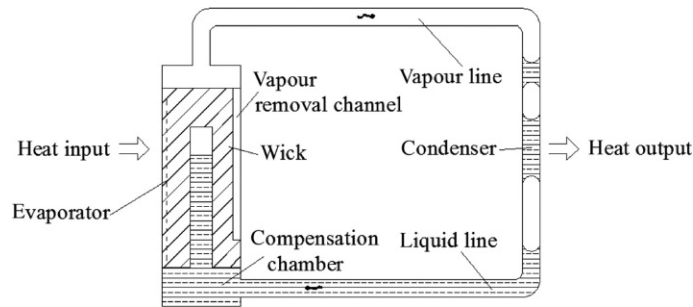 Vapour
removal channel
Vapour line
Heat input
Wick
Condenser
Heat output
Evaporator
Compensation
chamber
Liquid line